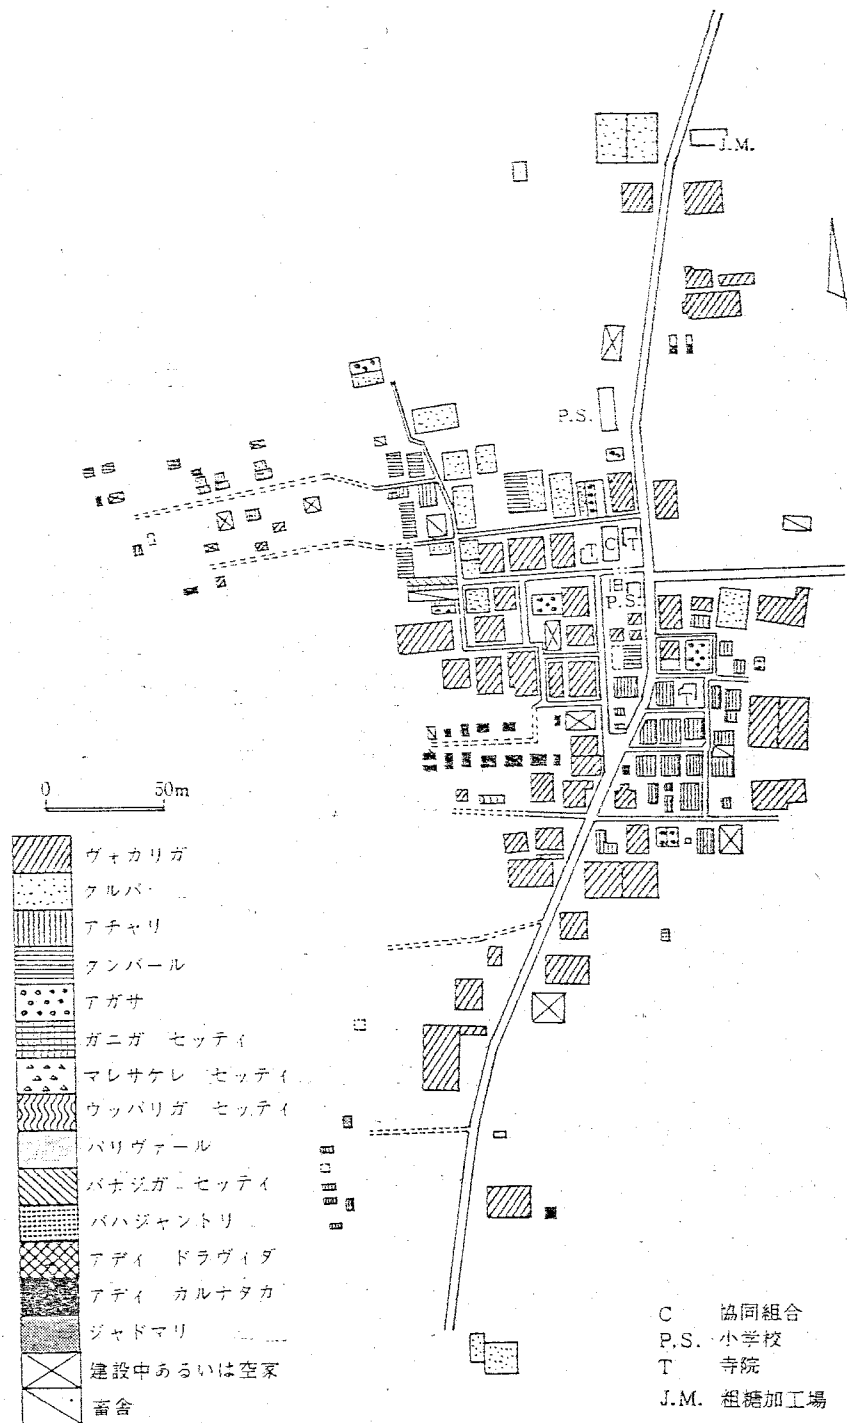 J.M.
P.S.
T
C
T
P.S.
T
0
50m
ヴォカリガ
クルバ
アチャリ
クンバール
アガサ
ガニガ セッティ
マレサケレ セッティ
ウッパリガ セッティ
パリヴァール
バナジガ セッティ
バハジャントリ
アディ ドラヴィダ
アディ カルナタカ
ジャドマリ
建設中あるいは空家
畜舎
C 協同組合
P.S. 小学校
T 寺院
J.M. 粗糖加工場